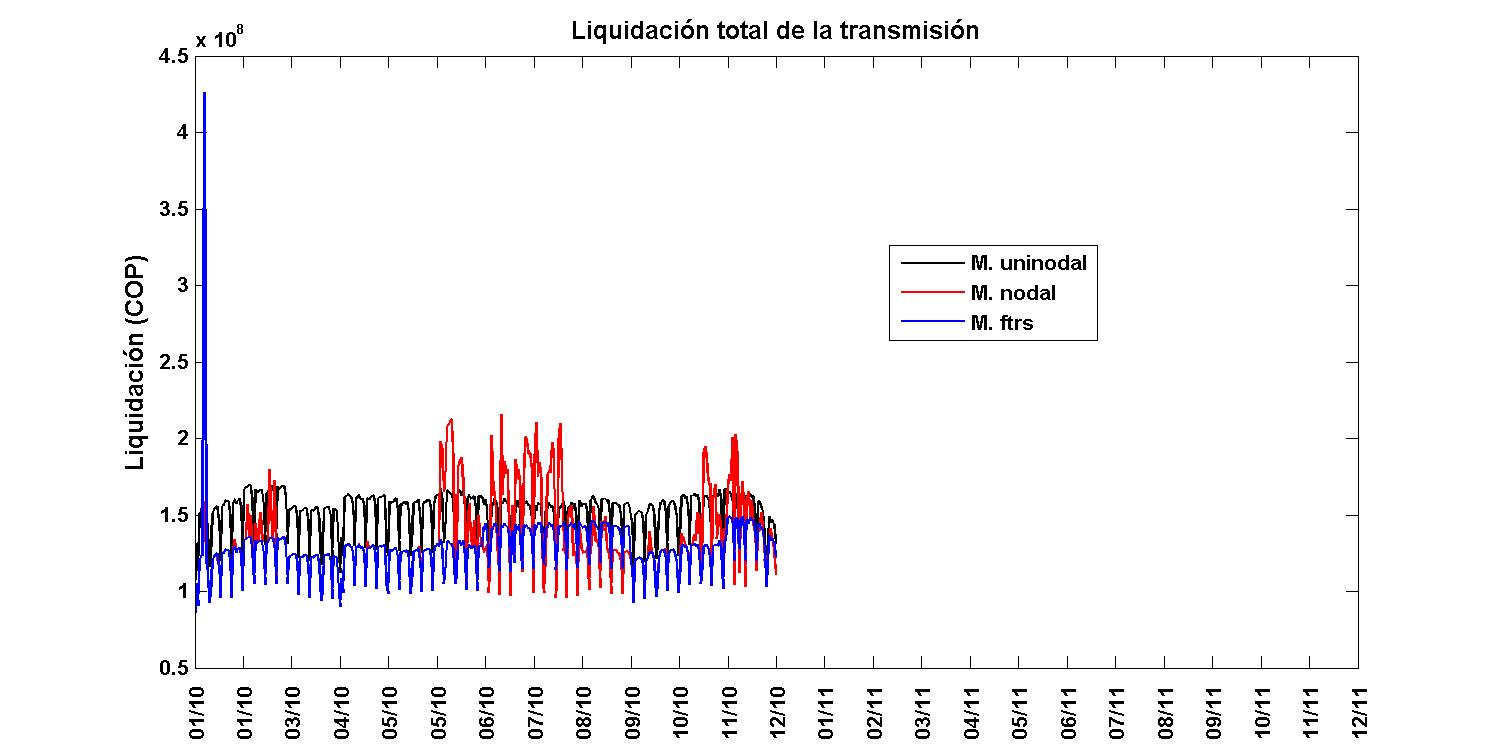 Liquidación total de la transmisión
x 10⁸
4.5
4
3.5
3
2.5
2
1.5
1
0.5
Liquidación (COP)
M. uninodal
M. nodal
M. ftrs
01/10 01/10 03/10 04/10 05/10 05/10 06/10 07/10 09/10 09/10 10/10 11/10 12/10 01/11 02/11 03/11 04/11 05/11 06/11 07/11 08/11 09/11 10/11 11/11 12/11